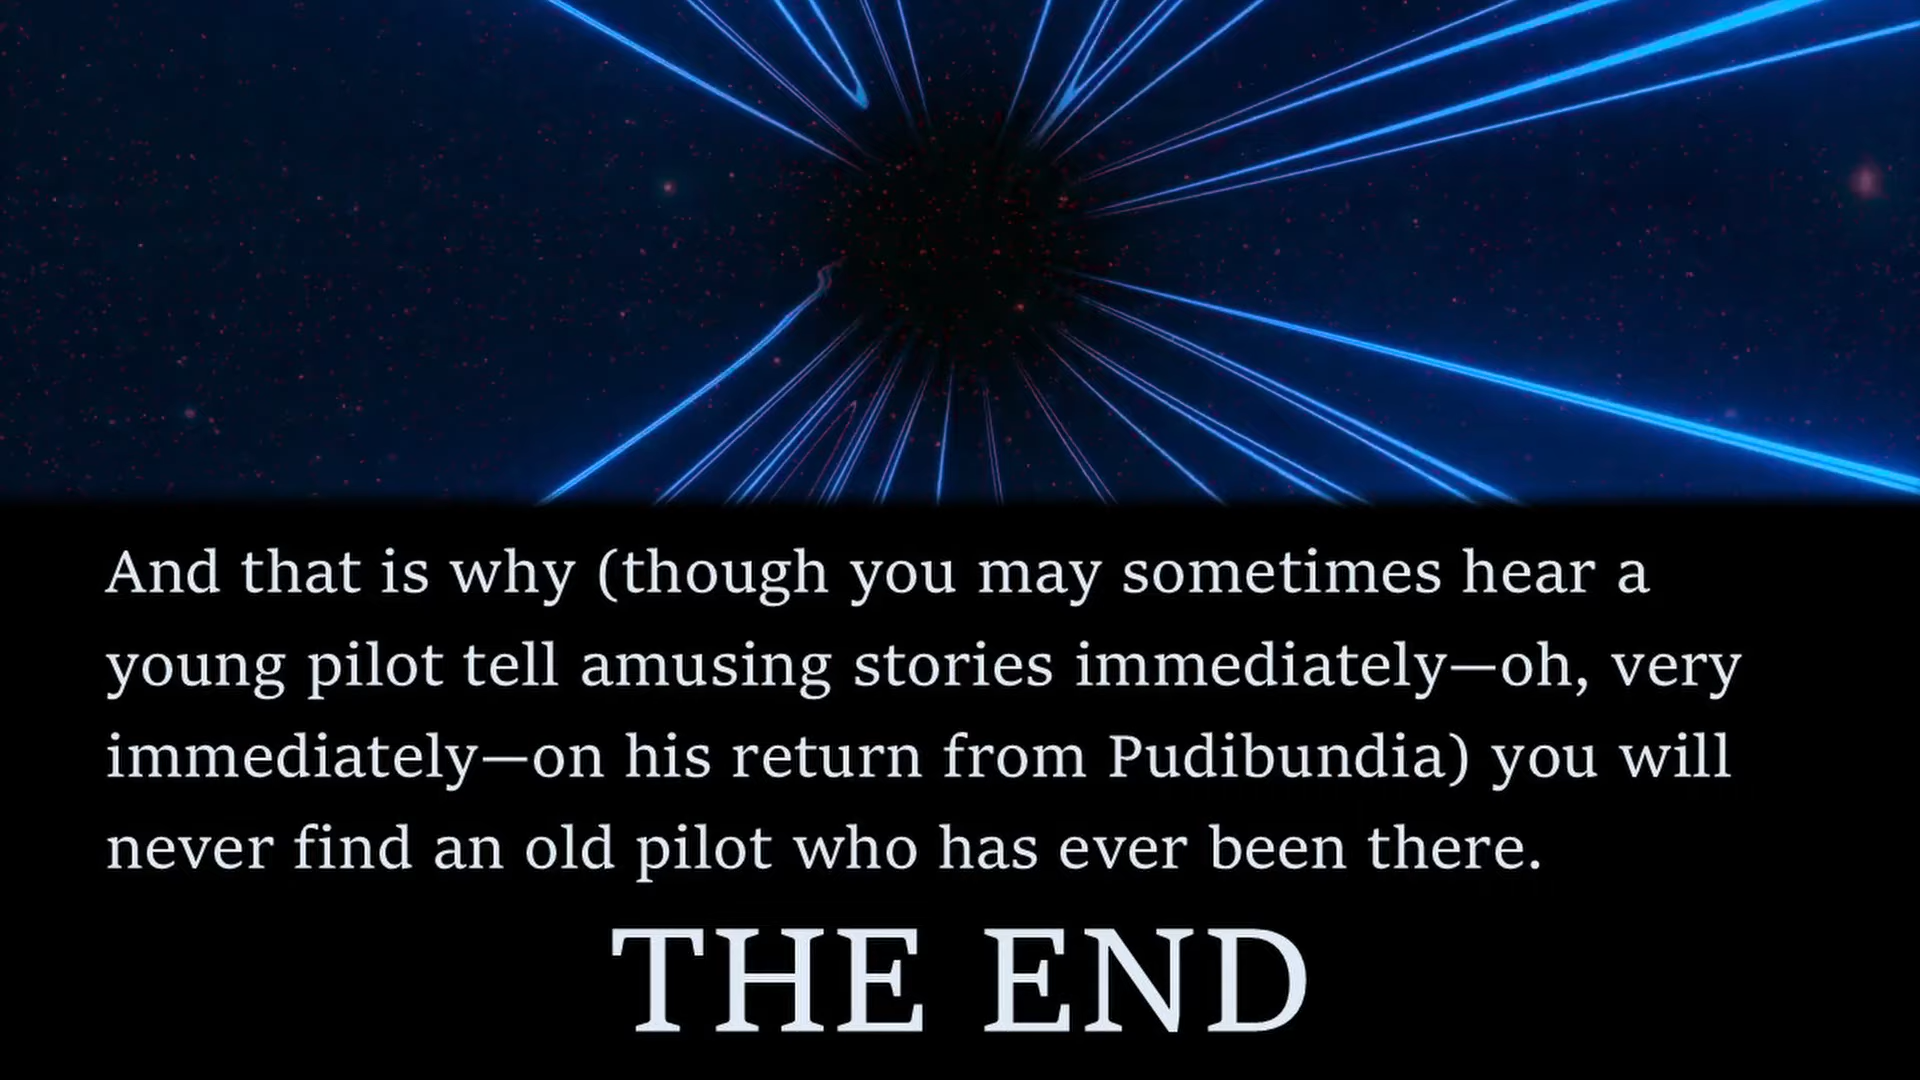 And that is why (though you may sometimes hear a
young pilot tell amusing stories immediately—oh, very
immediately—on his return from Pudibundia) you will
never find an old pilot who has ever been there.
THE END